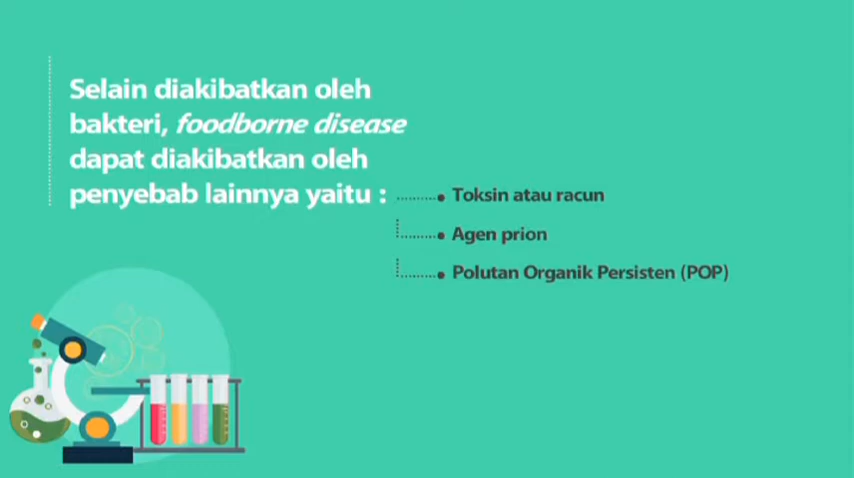 Selain diakibatkan oleh
bakteri, foodborne disease
dapat diakibatkan oleh
penyebab lainnya yaitu :
Toksin atau racun
Agen prion
Polutan Organik Persisten (POP)